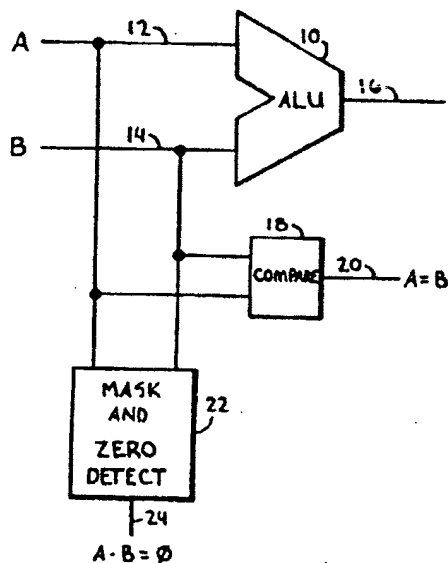 A
12
10
ALU
16
B
14
18
COMPARE
20
A=B
MASK
AND
ZERO
DETECT
22
24
A·B=Ø